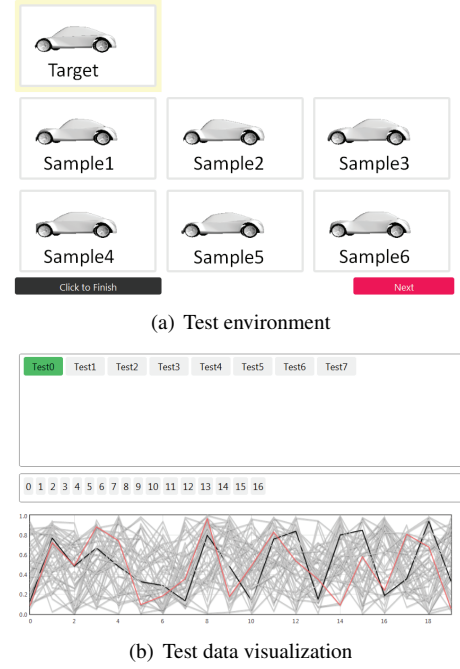 Target
Sample1 Sample2 Sample3
Sample4 Sample5 Sample6
Click to Finish Next
(a) Test environment
Test0 Test1 Test2 Test3 Test4 Test5 Test6 Test7
0 1 2 3 4 5 6 7 8 9 10 11 12 13 14 15 16
1.0
0.8
0.6
0.4
0.2
0.0
0 2 4 6 8 10 12 14 16 18
(b) Test data visualization